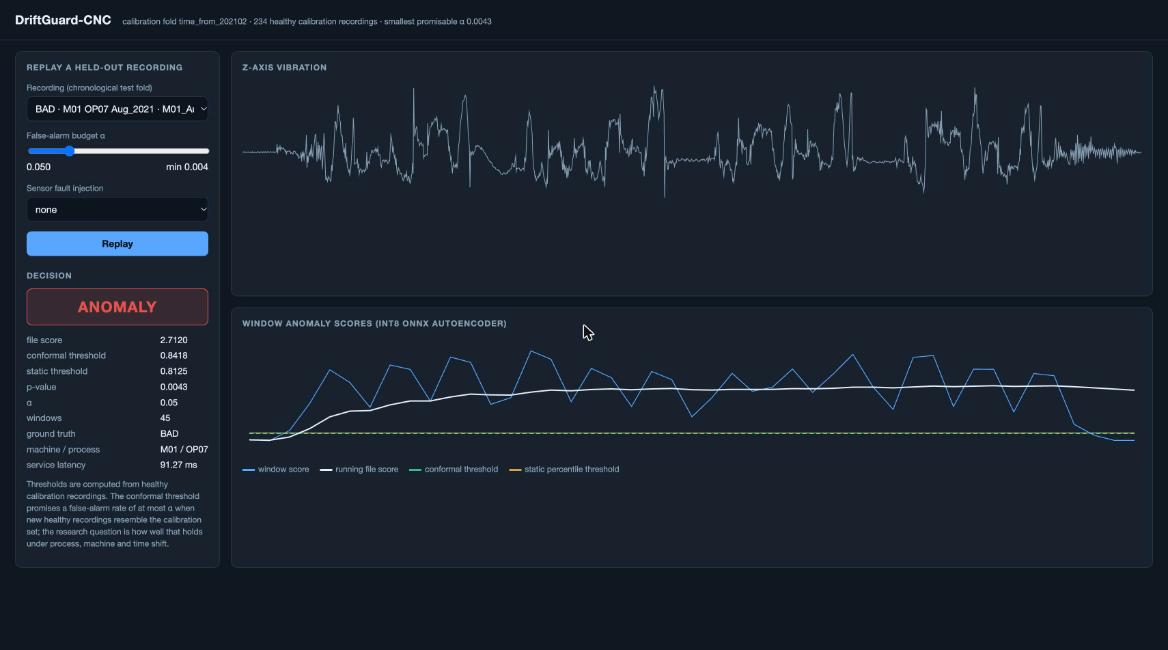 DriftGuard-CNC calibration fold time_from_202102 · 234 healthy calibration recordings · smallest promisable α 0.0043
REPLAY A HELD-OUT RECORDING
Recording (chronological test fold)
BAD · M01 OP07 Aug_2021 · M01_Au
False-alarm budget α
0.050 min 0.004
Sensor fault injection
none
Replay
DECISION
ANOMALY
file score 2.7120
conformal threshold 0.8418
static threshold 0.8125
p-value 0.0043
α 0.05
windows 45
ground truth BAD
machine / process M01 / OP07
service latency 91.27 ms
Thresholds are computed from healthy
calibration recordings. The conformal threshold
promises a false-alarm rate of at most α when
new healthy recordings resemble the calibration
set; the research question is how well that holds
under process, machine and time shift.
Z-AXIS VIBRATION
WINDOW ANOMALY SCORES (INT8 ONNX AUTOENCODER)
window score running file score conformal threshold static percentile threshold